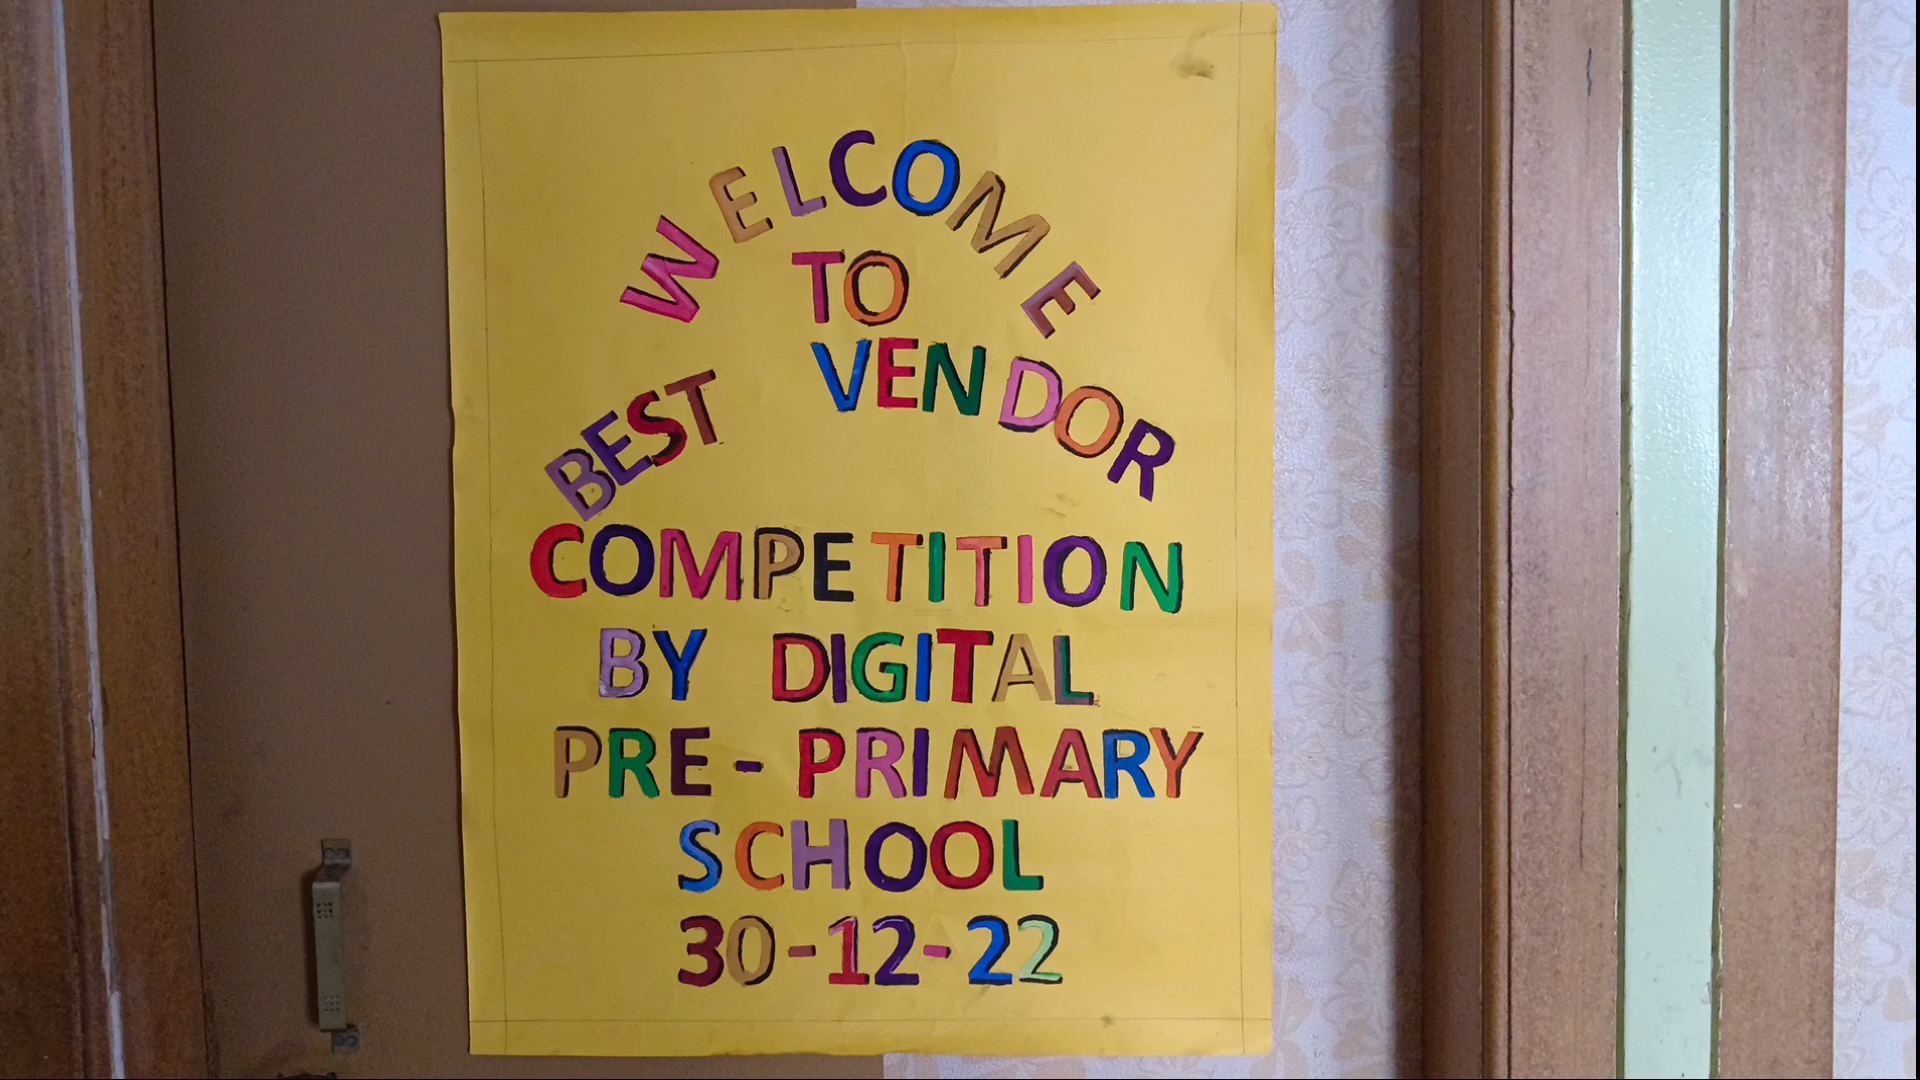 WELCOME
TO
BEST VENDOR
COMPETITION
BY DIGITAL
PRE-PRIMARY
SCHOOL
30-12-22